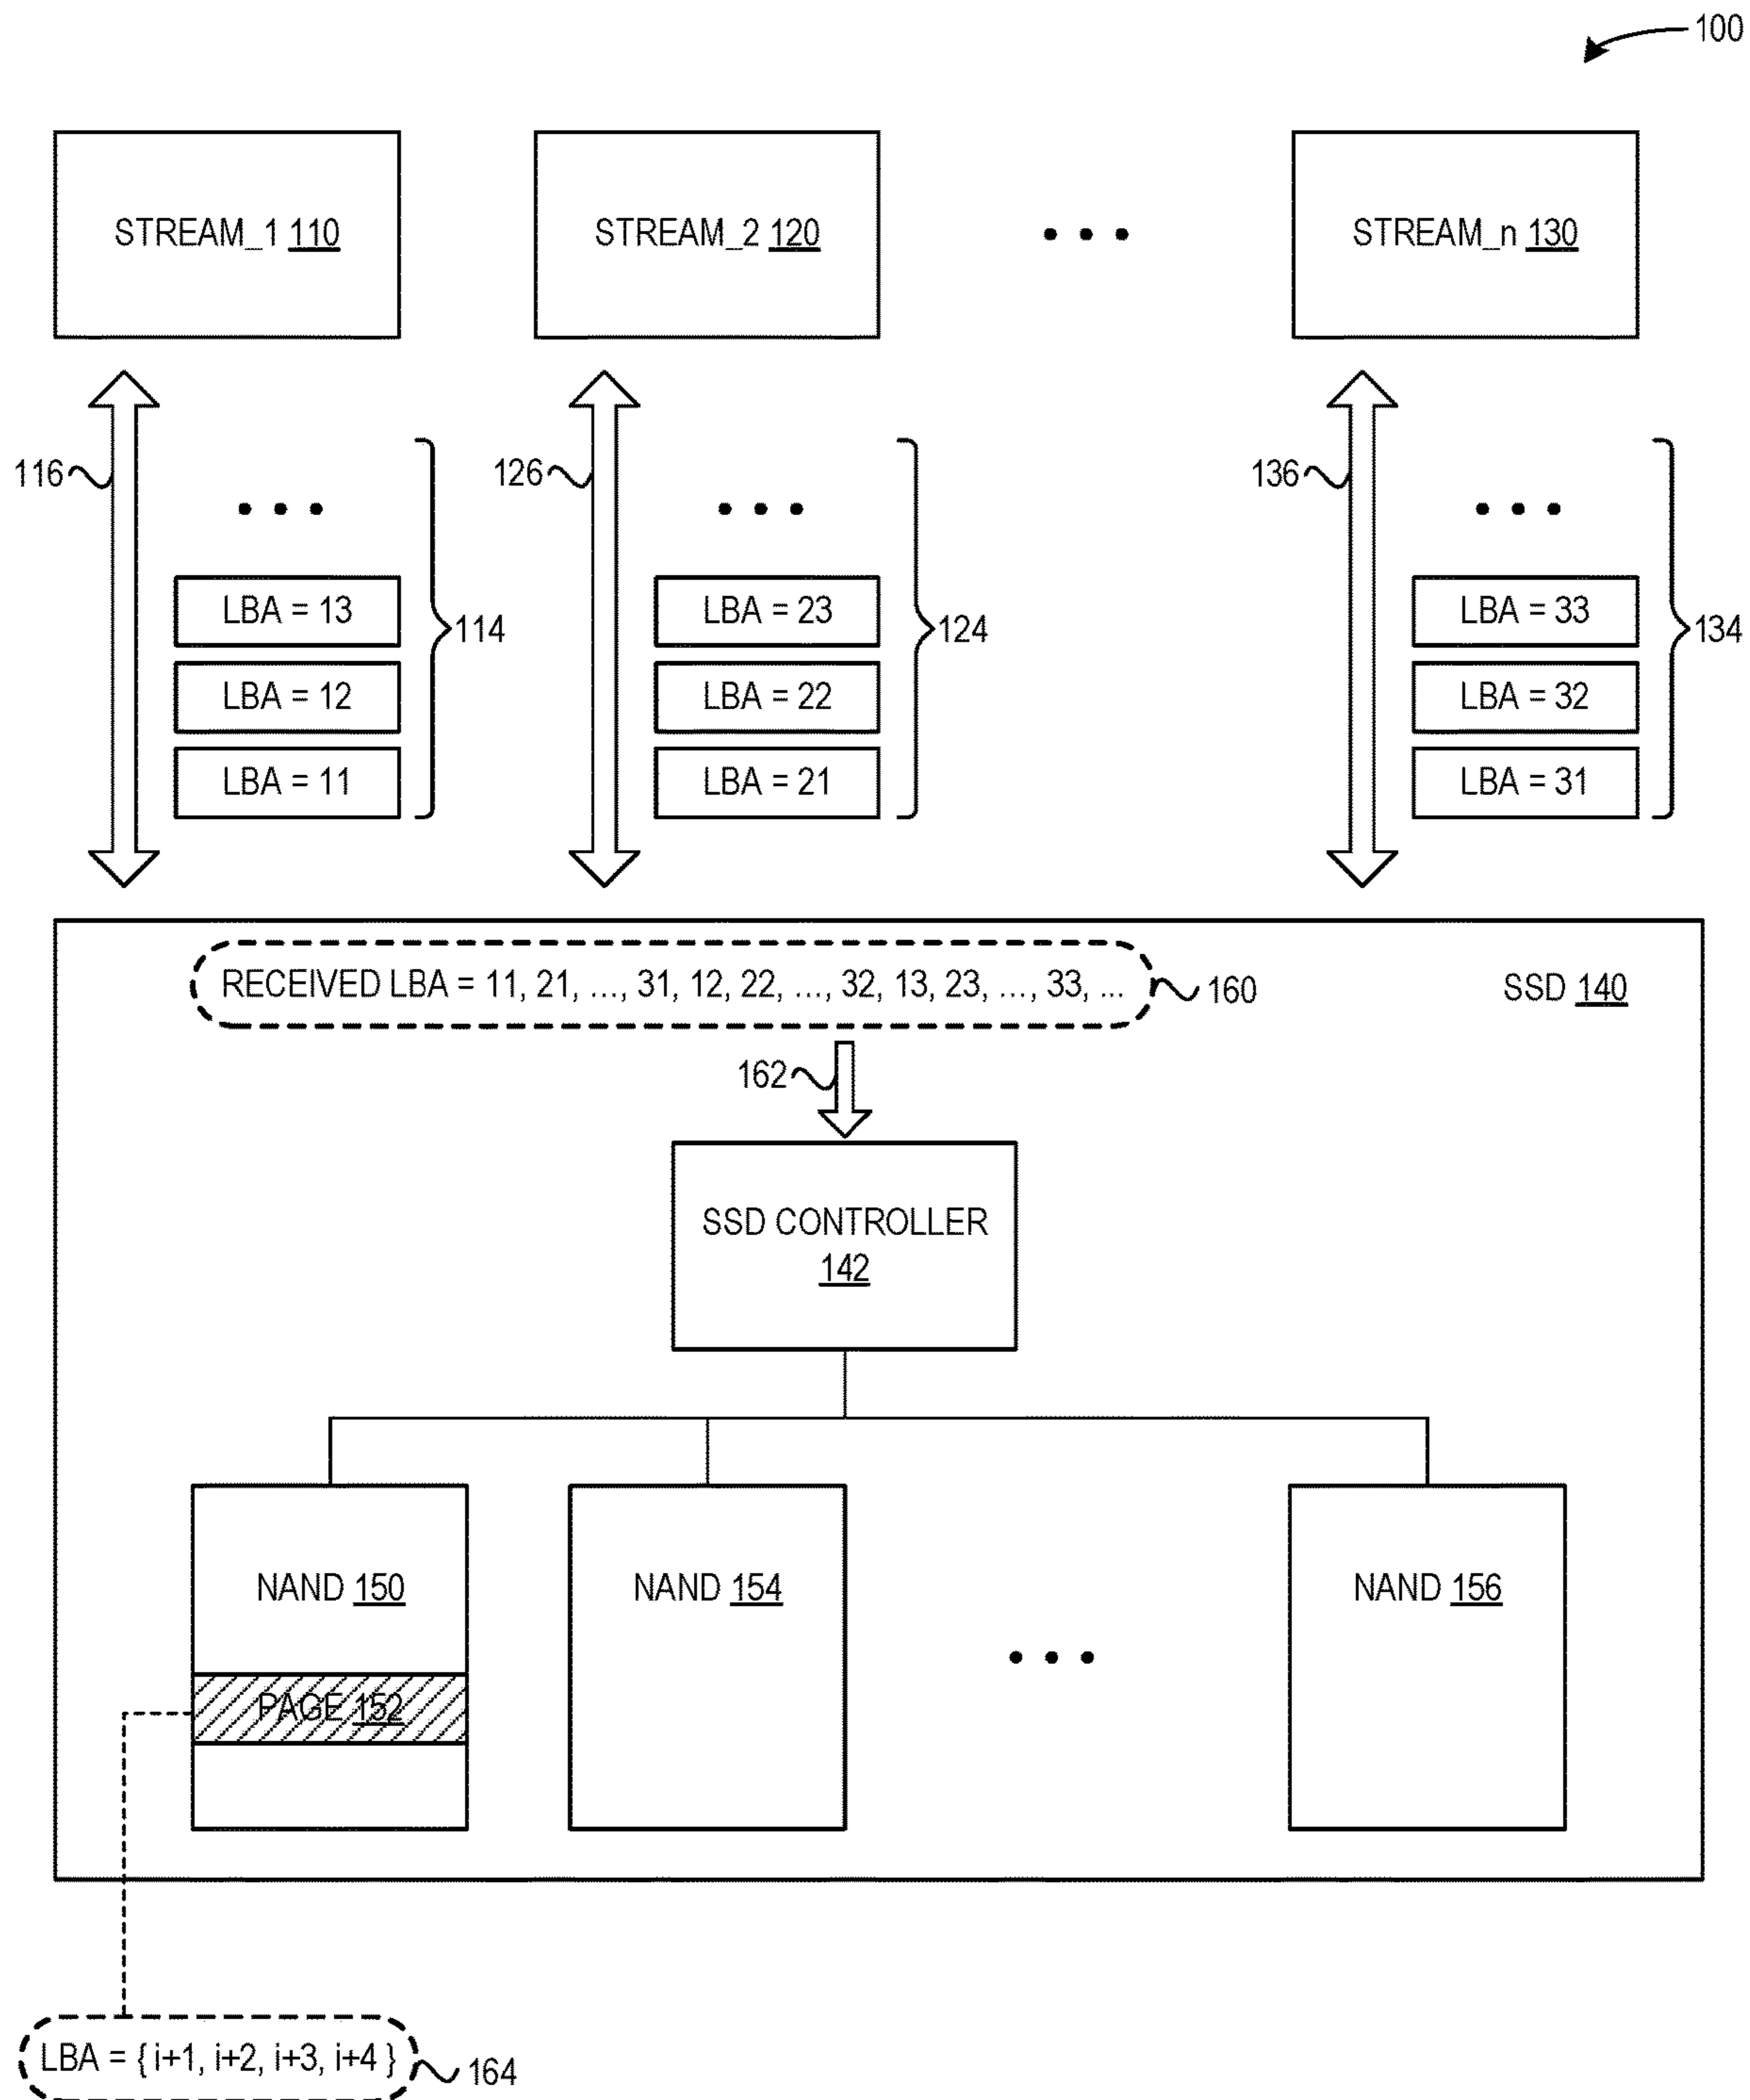 100
STREAM_1 110
STREAM_2 120
STREAM_n 130
116
126
136
LBA = 13
LBA = 12
LBA = 11
114
LBA = 23
LBA = 22
LBA = 21
124
LBA = 33
LBA = 32
LBA = 31
134
RECEIVED LBA = 11, 21, ..., 31, 12, 22, ..., 32, 13, 23, ..., 33, ...
160
SSD 140
162
SSD CONTROLLER
142
NAND 150
NAND 154
NAND 156
PAGE 152
LBA = { i+1, i+2, i+3, i+4 }
164